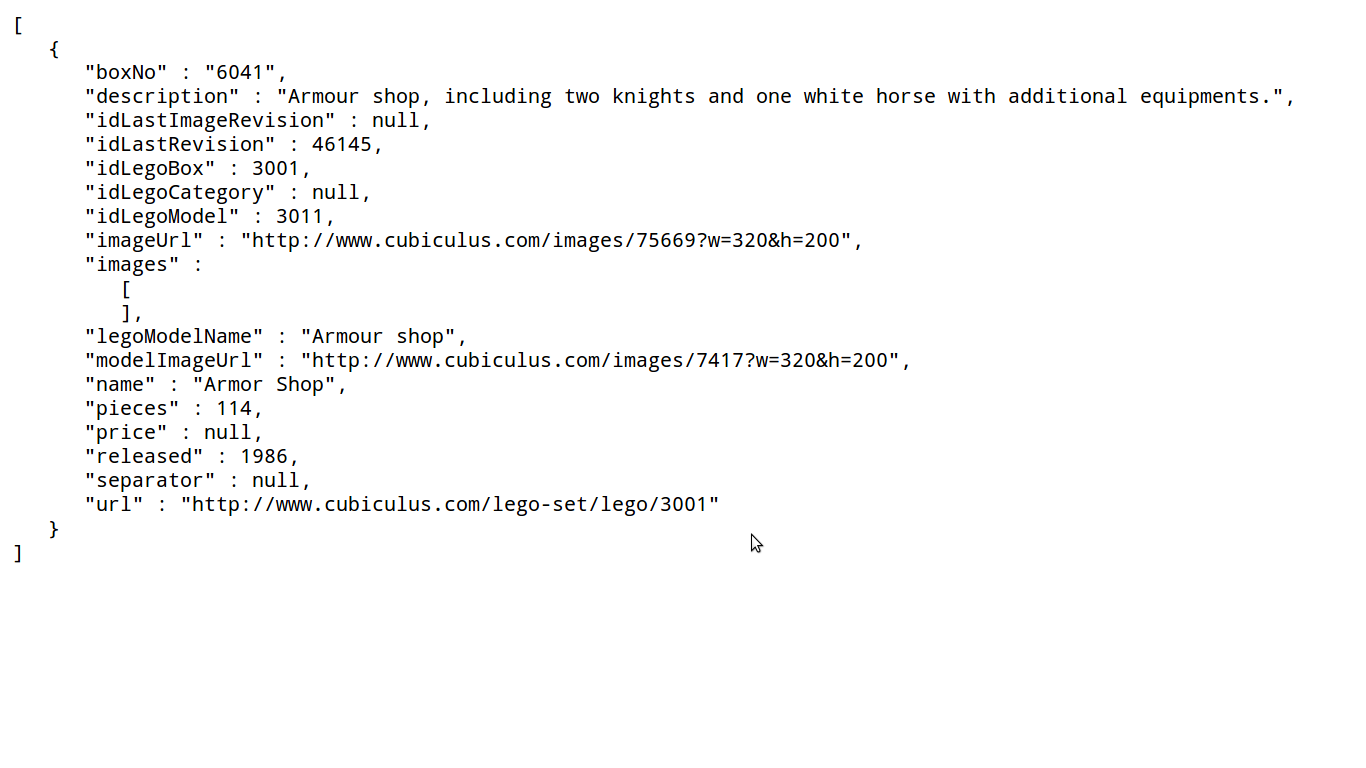 [
{
"boxNo" : "6041",
"description" : "Armour shop, including two knights and one white horse with additional equipments.",
"idLastImageRevision" : null,
"idLastRevision" : 46145,
"idLegoBox" : 3001,
"idLegoCategory" : null,
"idLegoModel" : 3011,
"imageUrl" : "http://www.cubiculus.com/images/75669?w=320&h=200",
"images" :
[
],
"legoModelName" : "Armour shop",
"modelImageUrl" : "http://www.cubiculus.com/images/7417?w=320&h=200",
"name" : "Armor Shop",
"pieces" : 114,
"price" : null,
"released" : 1986,
"separator" : null,
"url" : "http://www.cubiculus.com/lego-set/lego/3001"
}
]